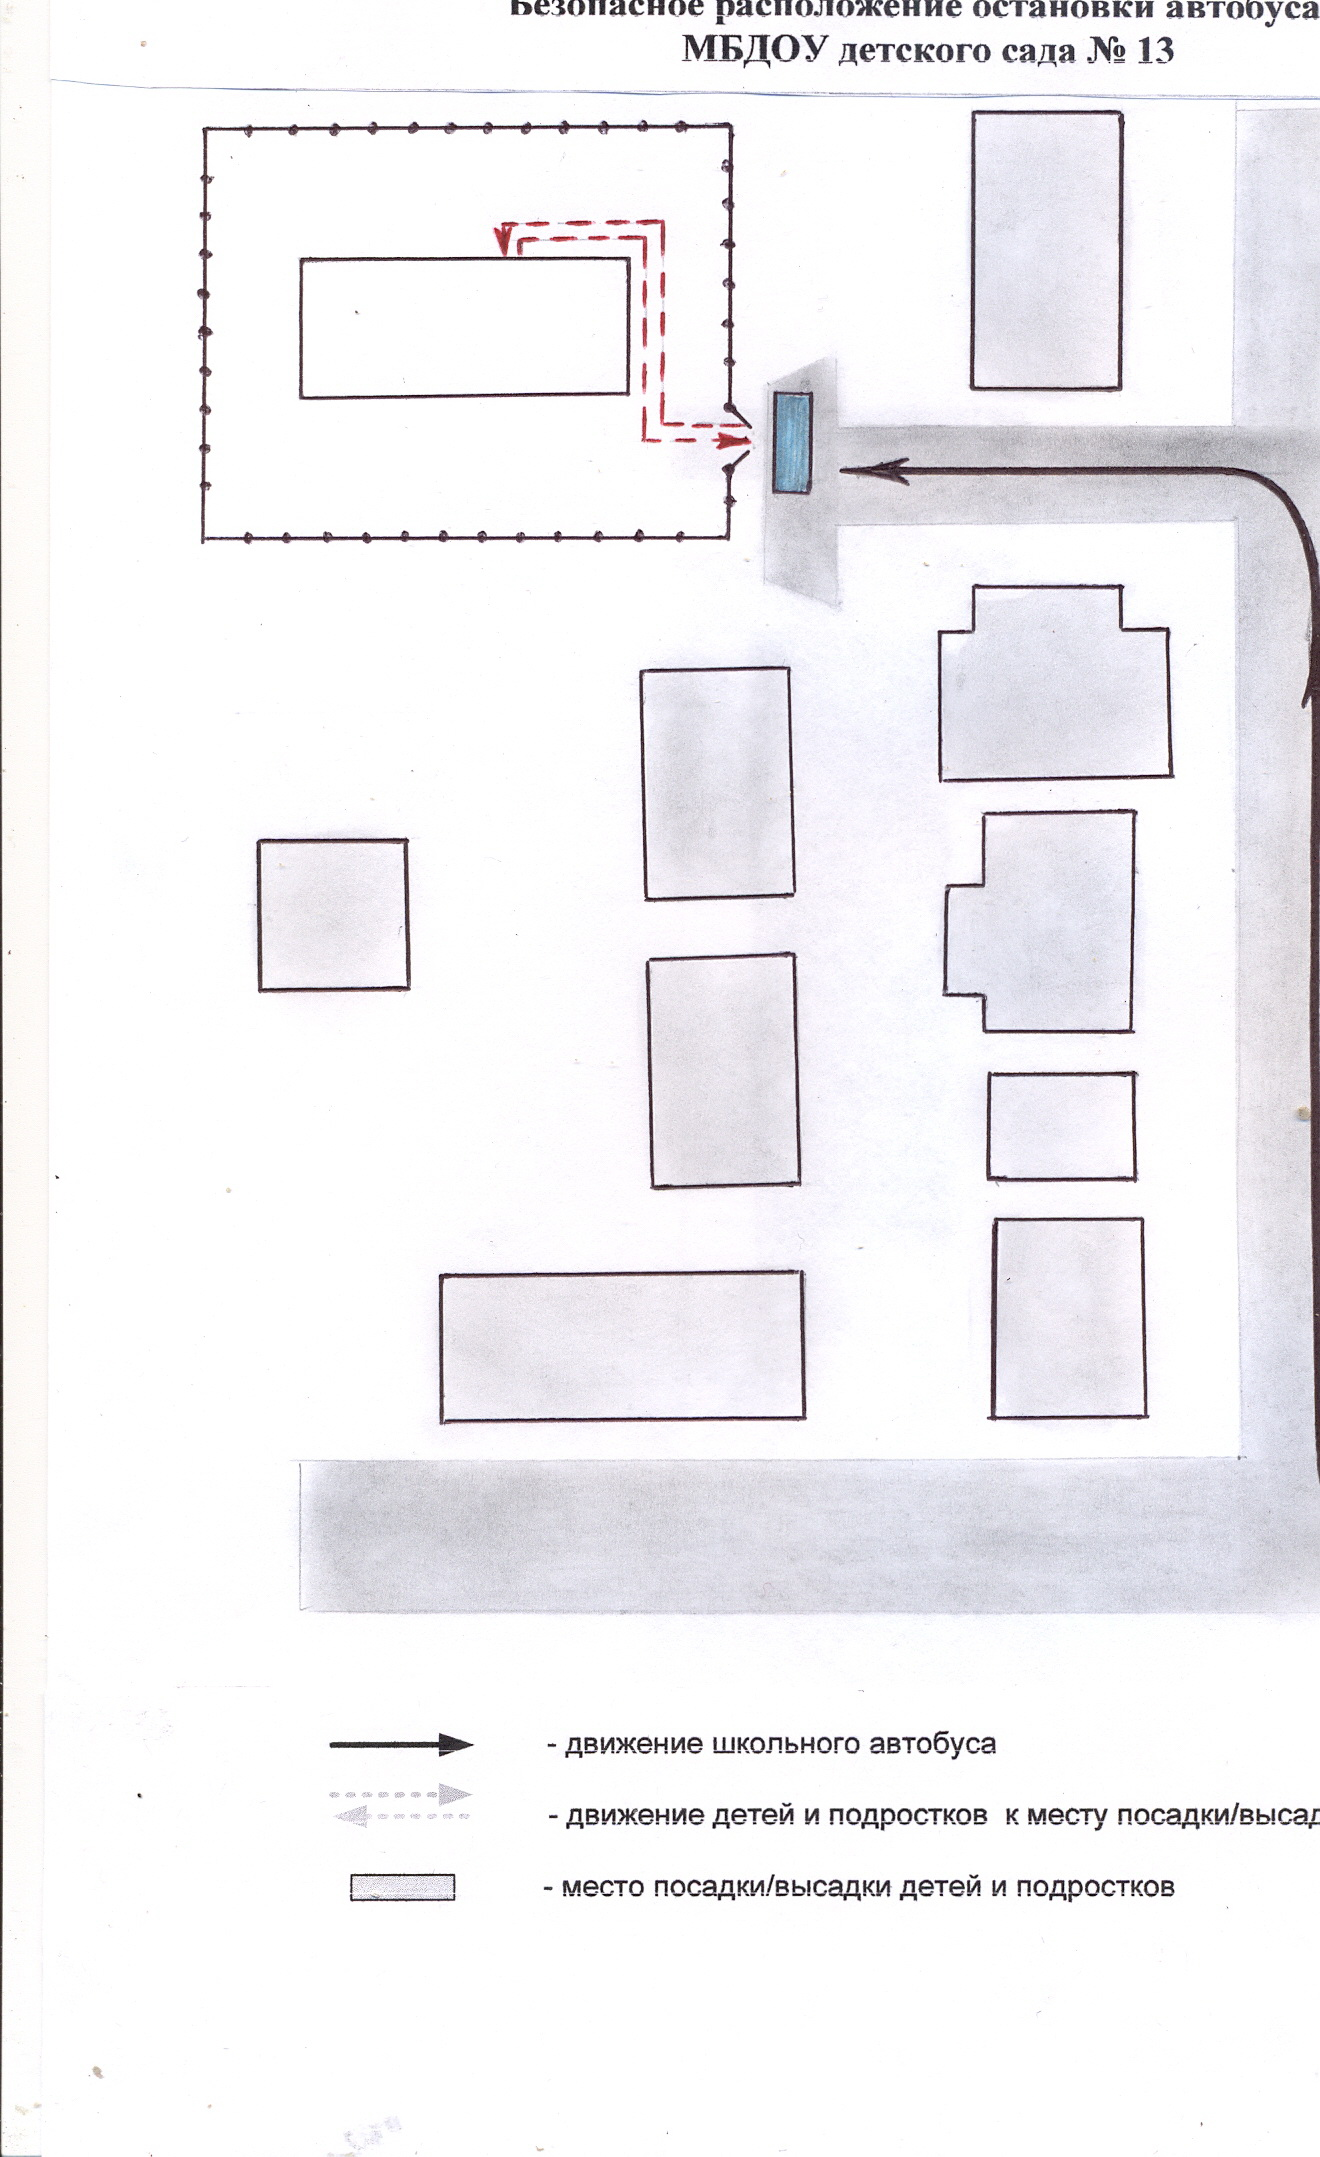 Безопасное расположение остановки автобуса
МБДОУ детского сада № 13
- движение школьного автобуса
- движение детей и подростков к месту посадки/высад
- место посадки/высадки детей и подростков